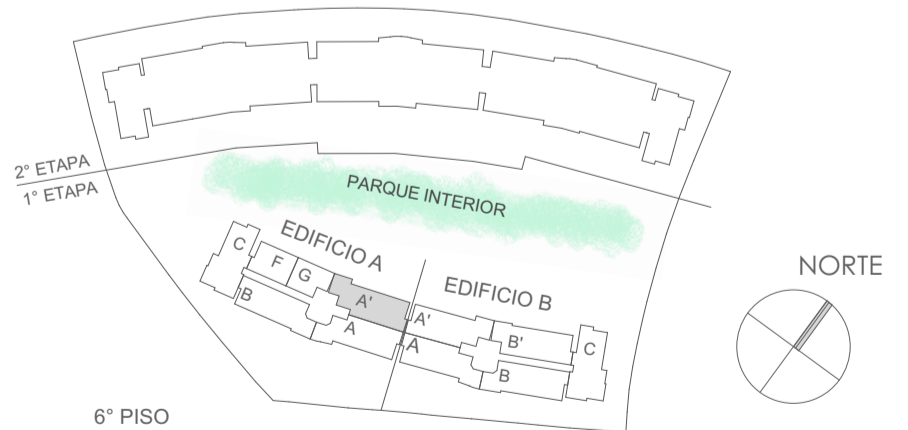 2° ETAPA
1° ETAPA
PARQUE INTERIOR
NORTE
EDIFICIO A
C
F
G
A'
B
A
EDIFICIO B
A'
B'
C
A
B
6° PISO